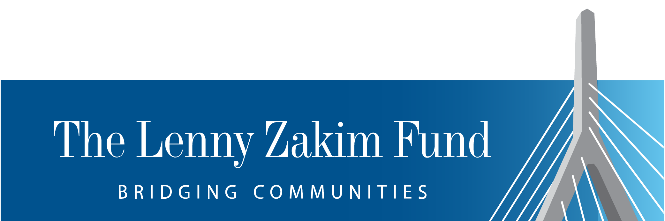 The Lenny Zakim Fund
BRIDGING COMMUNITIES